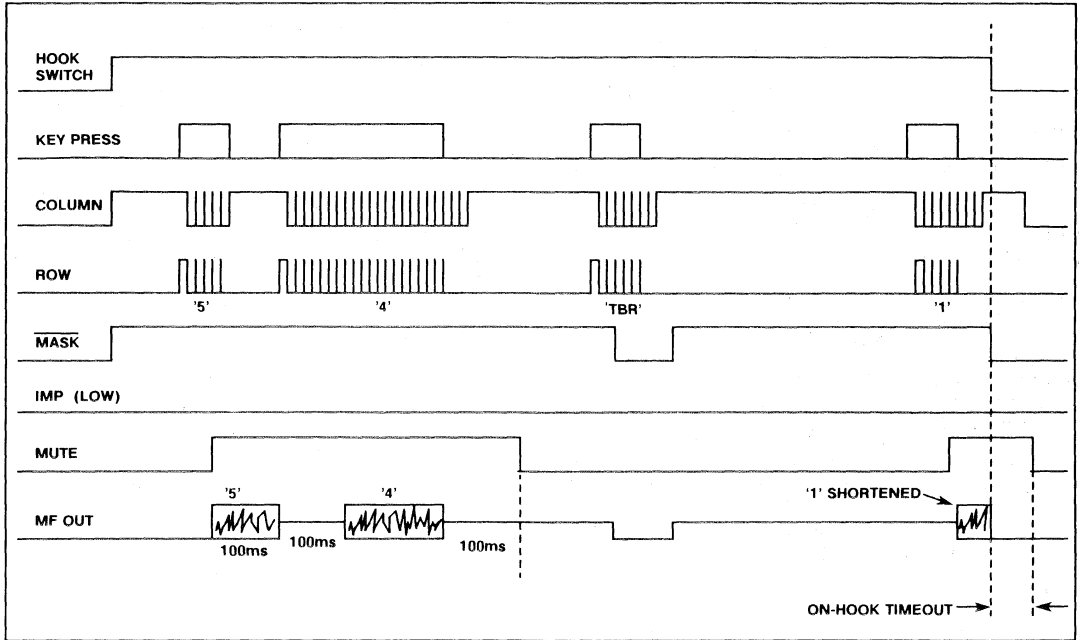 HOOK
SWITCH
KEY PRESS
COLUMN
ROW
'5' '4' 'TBR' '1'
MASK
IMP (LOW)
MUTE
'5' '4' '1' SHORTENED
MF OUT
100ms 100ms 100ms
ON-HOOK TIMEOUT